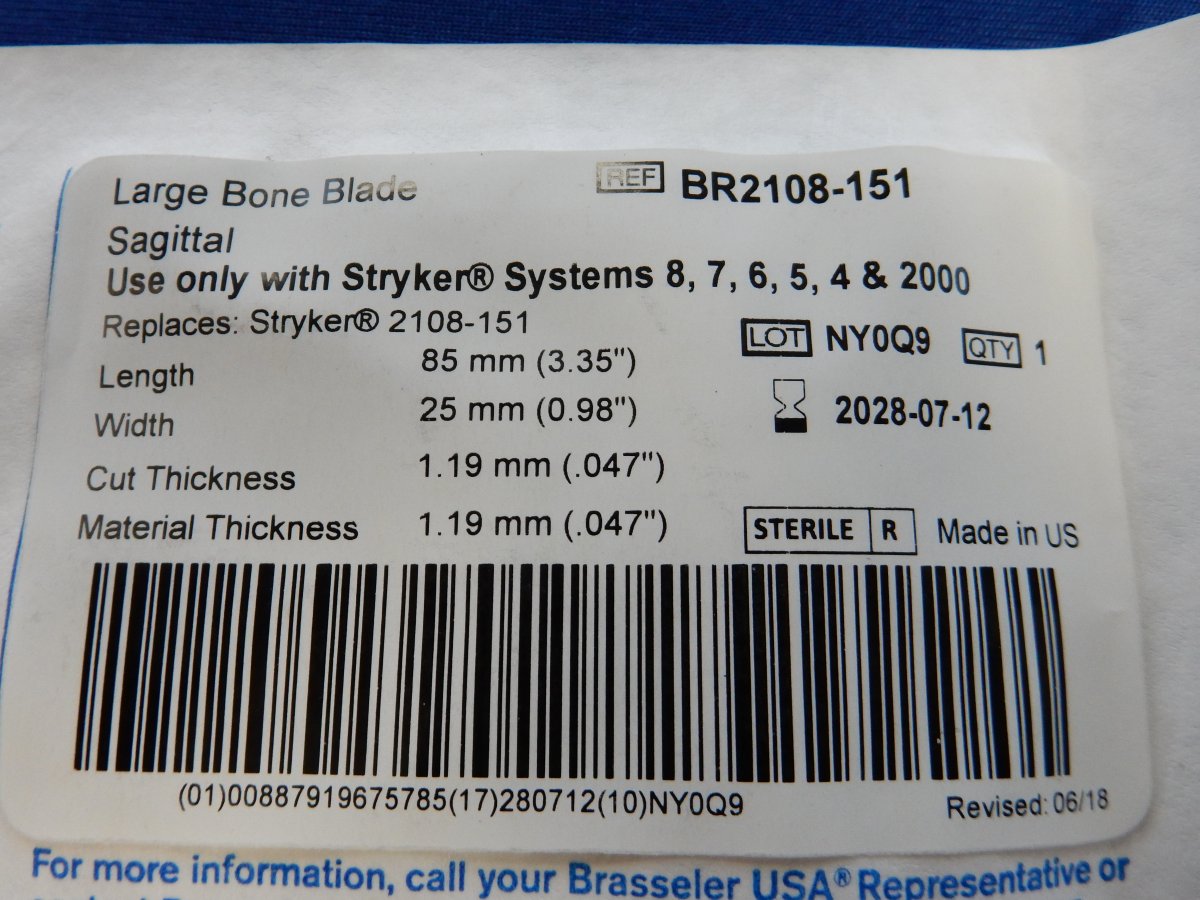 Large Bone Blade
REF BR2108-151
Sagittal
Use only with Stryker® Systems 8, 7, 6, 5, 4 & 2000
Replaces: Stryker® 2108-151
LOT NY0Q9 QTY 1
Length 85 mm (3.35")
Width 25 mm (0.98")
2028-07-12
Cut Thickness 1.19 mm (.047")
Material Thickness 1.19 mm (.047")
STERILE R Made in US
(01)00887919675785(17)280712(10)NY0Q9
Revised: 06/18
For more information, call your Brasseler USA® Representative or